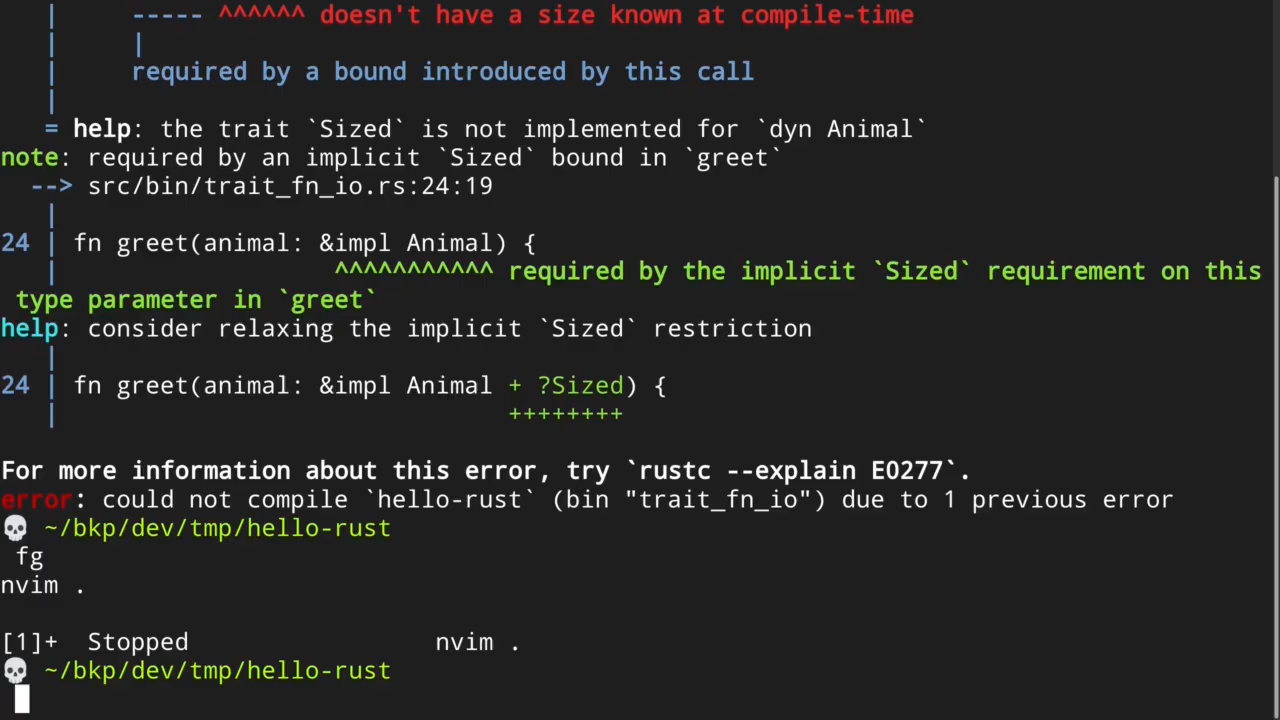 |     ----- ^^^^^^ doesn't have a size known at compile-time
   |     |
   |     required by a bound introduced by this call
   |
   = help: the trait `Sized` is not implemented for `dyn Animal`
note: required by an implicit `Sized` bound in `greet`
  --> src/bin/trait_fn_io.rs:24:19
   |
24 | fn greet(animal: &impl Animal) {
   |                   ^^^^^^^^^^^ required by the implicit `Sized` requirement on this
 type parameter in `greet`
help: consider relaxing the implicit `Sized` restriction
   |
24 | fn greet(animal: &impl Animal + ?Sized) {
   |                               ++++++++

For more information about this error, try `rustc --explain E0277`.
error: could not compile `hello-rust` (bin "trait_fn_io") due to 1 previous error
💀 ~/bkp/dev/tmp/hello-rust
 fg
nvim .

[1]+  Stopped                 nvim .
💀 ~/bkp/dev/tmp/hello-rust